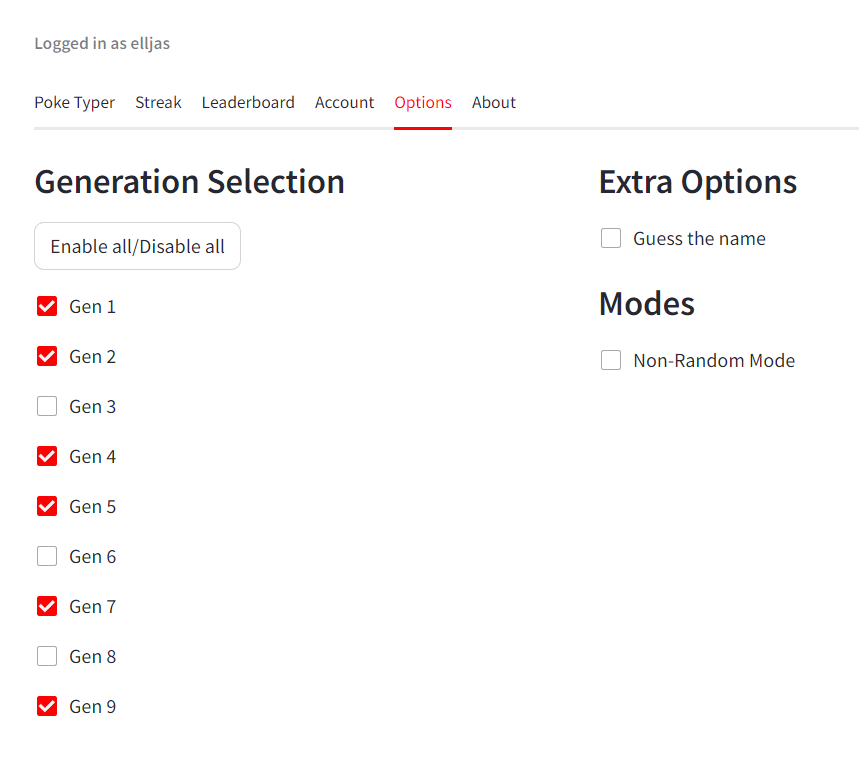 Logged in as elljas
Poke Typer Streak Leaderboard Account Options About
Generation Selection
Enable all/Disable all
Gen 1
Gen 2
Gen 3
Gen 4
Gen 5
Gen 6
Gen 7
Gen 8
Gen 9
Extra Options
Guess the name
Modes
Non-Random Mode